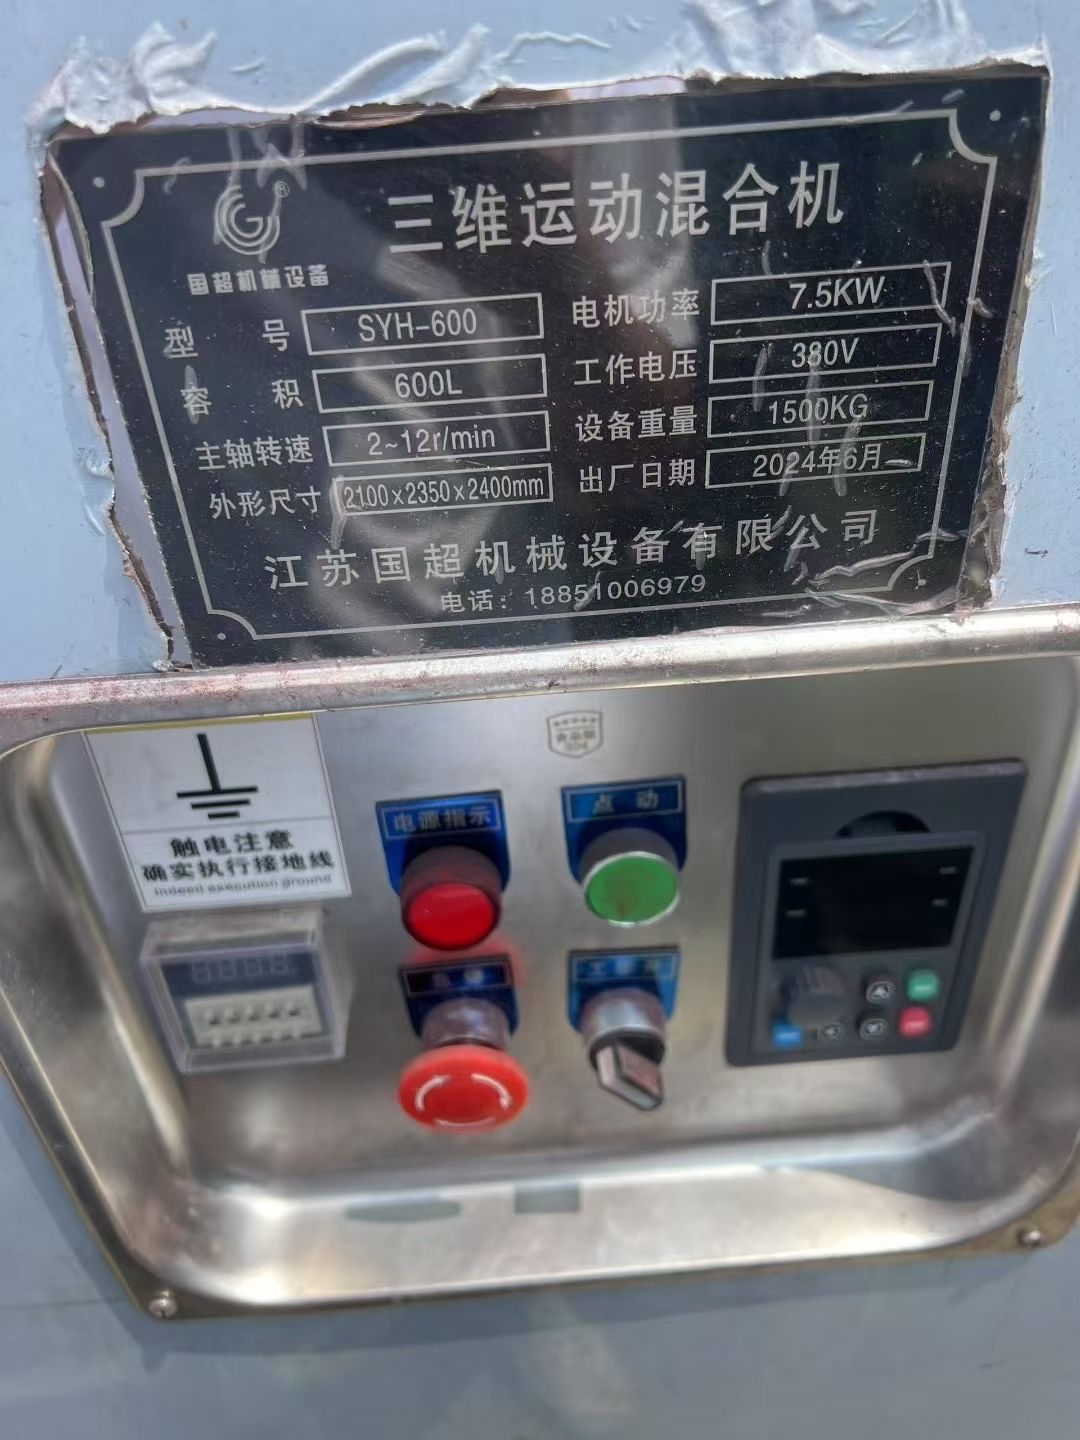 三维运动混合机
国超机械设备
型号 SYH-600
电机功率 7.5KW
容积 600L
工作电压 380V
主轴转速 2~12r/min
设备重量 1500KG
外形尺寸 2100×2350×2400mm
出厂日期 2024年6月
江苏国超机械设备有限公司
电话：18851006979
304
触电注意
确实执行接地线
Indeed execution ground
电源指示
点动